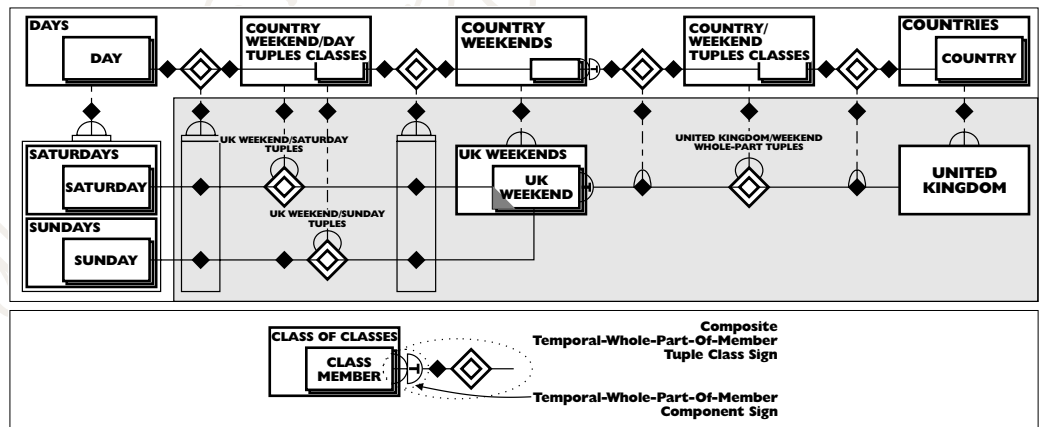 DAYS
DAY
COUNTRY
WEEKEND/DAY
TUPLES CLASSES
COUNTRY
WEEKENDS
T
COUNTRY/
WEEKEND
TUPLES CLASSES
COUNTRIES
COUNTRY
UK WEEKEND/SATURDAY
TUPLES
UNITED KINGDOM/WEEKEND
WHOLE-PART TUPLES
SATURDAYS
SATURDAY
UK WEEKENDS
UK
WEEKEND
T
UNITED
KINGDOM
UK WEEKEND/SUNDAY
TUPLES
SUNDAYS
SUNDAY
CLASS OF CLASSES
CLASS
MEMBER
T
Composite
Temporal-Whole-Part-Of-Member
Tuple Class Sign
Temporal-Whole-Part-Of-Member
Component Sign